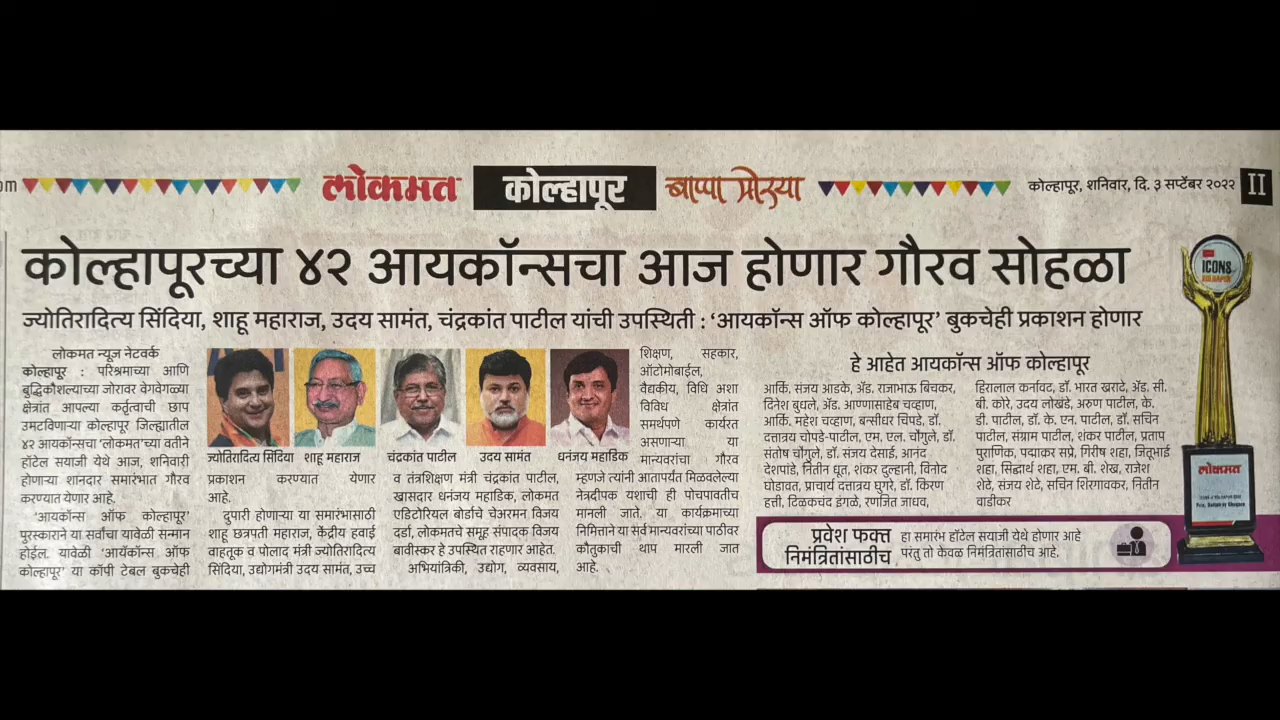 om
लोकमत
कोल्हापूर
बाप्पा मोरया
कोल्हापूर, शनिवार, दि. ३ सप्टेंबर २०२२
II
कोल्हापूरच्या ४२ आयकॉन्सचा आज होणार गौरव सोहळा
ज्योतिरादित्य सिंदिया, शाहू महाराज, उदय सामंत, चंद्रकांत पाटील यांची उपस्थिती : ‘आयकॉन्स ऑफ कोल्हापूर’ बुकचेही प्रकाशन होणार
लोकमत न्यूज नेटवर्क
कोल्हापूर : परिश्रमाच्या आणि
बुद्धिकौशल्याच्या जोरावर वेगवेगळ्या
क्षेत्रांत आपल्या कर्तृत्वाची छाप
उमटविणाऱ्या कोल्हापूर जिल्ह्यातील
४२ आयकॉन्सचा ‘लोकमत’च्या वतीने
हॉटेल सयाजी येथे आज, शनिवारी
होणाऱ्या शानदार समारंभात गौरव
करण्यात येणार आहे.
‘आयकॉन्स ऑफ कोल्हापूर’
पुरस्काराने या सर्वांचा यावेळी सन्मान
होईल. यावेळी ‘आयकॉन्स ऑफ
कोल्हापूर’ या कॉपी टेबल बुकचेही
ज्योतिरादित्य सिंदिया
शाहू महाराज
चंद्रकांत पाटील
उदय सामंत
धनंजय महाडिक
प्रकाशन करण्यात येणार
आहे.
दुपारी होणाऱ्या या समारंभासाठी
शाहू छत्रपती महाराज, केंद्रीय हवाई
वाहतूक व पोलाद मंत्री ज्योतिरादित्य
सिंदिया, उद्योगमंत्री उदय सामंत, उच्च
व तंत्रशिक्षण मंत्री चंद्रकांत पाटील,
खासदार धनंजय महाडिक, लोकमत
एडिटोरियल बोर्डाचे चेअरमन विजय
दर्डा, लोकमतचे समूह संपादक विजय
बावीस्कर हे उपस्थित राहणार आहेत.
अभियांत्रिकी, उद्योग, व्यवसाय,
शिक्षण, सहकार,
ऑटोमोबाईल,
वैद्यकीय, विधि अशा
विविध क्षेत्रांत
समर्थपणे कार्यरत
असणाऱ्या या
मान्यवरांचा गौरव
म्हणजे त्यांनी आतापर्यंत मिळवलेल्या
नेत्रदीपक यशाची ही पोचपावतीच
मानली जाते. या कार्यक्रमाच्या
निमित्ताने या सर्व मान्यवरांच्या पाठीवर
कौतुकाची थाप मारली जात
आहे.
हे आहेत आयकॉन्स ऑफ कोल्हापूर
आर्कि. संजय आडके, ॲड. राजाभाऊ बिचकर,
दिनेश बुधले, ॲड. आण्णासाहेब चव्हाण,
आर्कि. महेश चव्हाण, बन्सीधर चिपडे, डॉ.
दत्तात्रय चोपडे-पाटील, एम. एल. चौगुले, डॉ.
संतोष चौगुले, डॉ. संजय देसाई, आनंद
देशपांडे, नितीन धूत, शंकर दुल्हानी, विनोद
घोडावत, प्राचार्य दत्तात्रय घुगरे, डॉ. किरण
हत्ती, दिळकचंद इंगळे, रणजित जाधव,
हिरालाल कर्नावट, डॉ. भारत खराटे, ॲड. सी.
बी. कोरे, उदय लोखंडे, अरुण पाटील, के.
डी. पाटील, डॉ. के. एन. पाटील, डॉ. सचिन
पाटील, संग्राम पाटील, शंकर पाटील, प्रताप
पुराणिक, पद्माकर सप्रे, गिरीष शहा, जितूभाई
शहा, सिद्धार्थ शहा, एम. बी. शेख, राजेश
शेटे, संजय शेटे, सचिन शिरगावकर, नितीन
वाडीकर
प्रवेश फक्त
निमंत्रितांसाठीच
हा समारंभ हॉटेल सयाजी येथे होणार आहे
परंतु तो केवळ निमंत्रितांसाठीच आहे.
ICONS
लोकमत